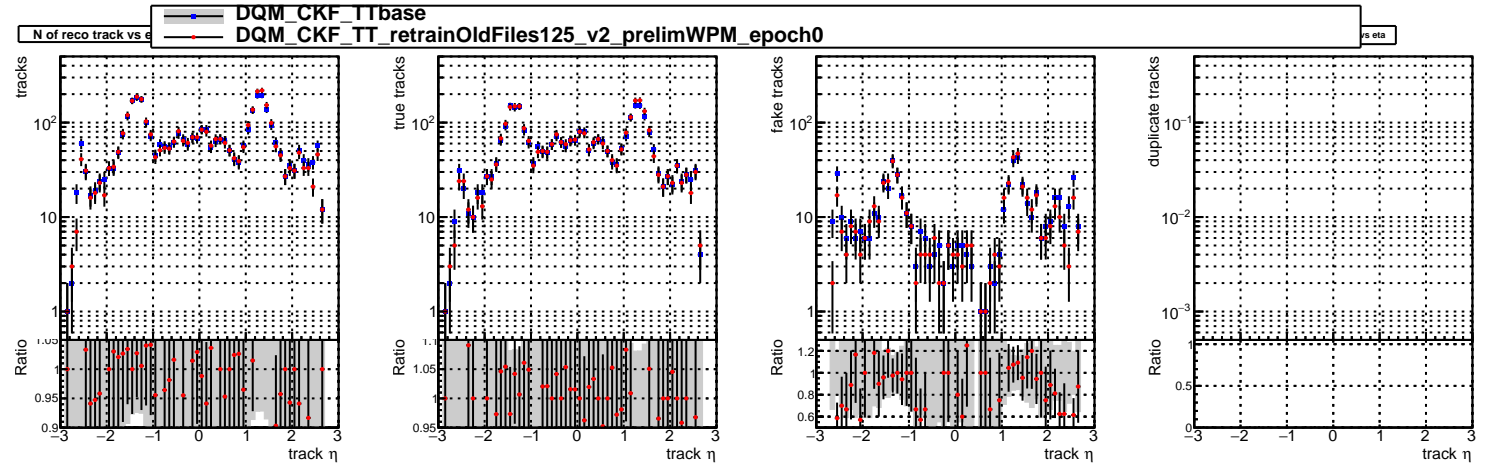 DQM_CKF_TTbase
DQM_CKF_TT_retrainOldFiles125_v2_prelimWPM_epoch0
N of reco track vs e
vs eta
tracks
10²
10
1
Ratio
1.05
1
0.95
0.9
−3 −2 −1 0 1 2 3
track η
true tracks
10²
10
1
Ratio
1.1
1.05
1
0.95
−3 −2 −1 0 1 2 3
track η
fake tracks
10²
10
1
Ratio
1.2
1
0.8
0.6
−3 −2 −1 0 1 2 3
track η
duplicate tracks
10⁻¹
10⁻²
10⁻³
Ratio
1
0.5
0
−3 −2 −1 0 1 2 3
track η